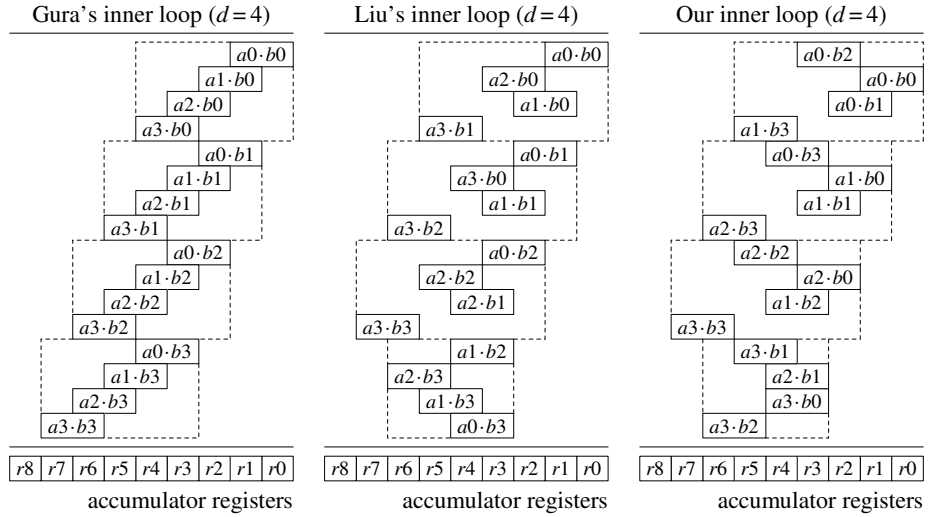 Gura's inner loop (d = 4)
a0·b0
a1·b0
a2·b0
a3·b0
a0·b1
a1·b1
a2·b1
a3·b1
a0·b2
a1·b2
a2·b2
a3·b2
a0·b3
a1·b3
a2·b3
a3·b3
r8 r7 r6 r5 r4 r3 r2 r1 r0
accumulator registers
Liu's inner loop (d = 4)
a0·b0
a2·b0
a1·b0
a3·b1
a0·b1
a3·b0
a1·b1
a3·b2
a0·b2
a2·b2
a2·b1
a3·b3
a1·b2
a2·b3
a1·b3
a0·b3
r8 r7 r6 r5 r4 r3 r2 r1 r0
accumulator registers
Our inner loop (d = 4)
a0·b2
a0·b0
a0·b1
a1·b3
a0·b3
a1·b0
a1·b1
a2·b3
a2·b2
a2·b0
a1·b2
a3·b3
a3·b1
a2·b1
a3·b0
a3·b2
r8 r7 r6 r5 r4 r3 r2 r1 r0
accumulator registers